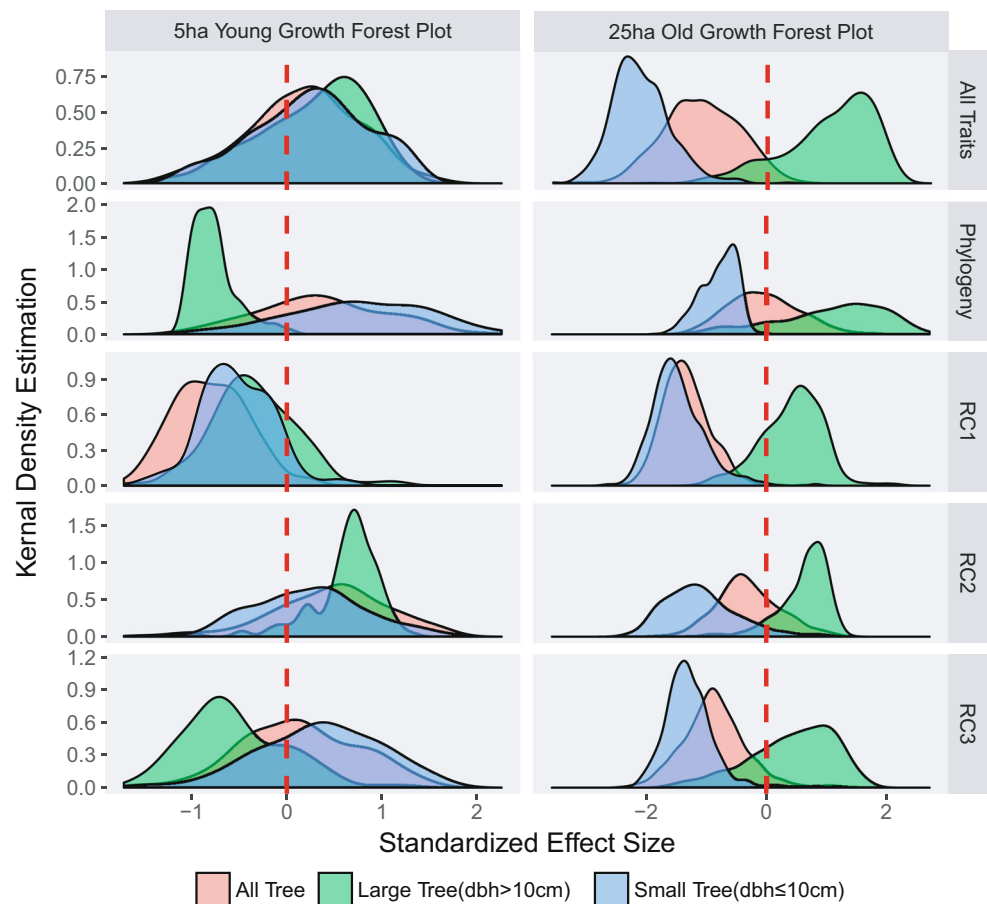 5ha Young Growth Forest Plot
25ha Old Growth Forest Plot
Kernal Density Estimation
0.75
0.50
0.25
0.00
All Traits
2.0
1.5
1.0
0.5
0.0
Phylogeny
0.9
0.6
0.3
0.0
RC1
1.5
1.0
0.5
0.0
RC2
1.2
0.9
0.6
0.3
0.0
RC3
−1 0 1 2
−2 0 2
Standardized Effect Size
All Tree Large Tree(dbh>10cm) Small Tree(dbh≤10cm)